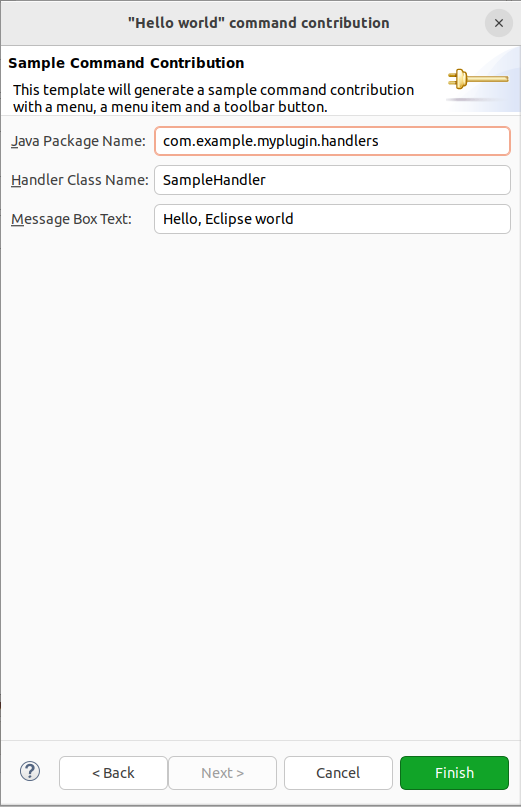 "Hello world" command contribution
Sample Command Contribution
This template will generate a sample command contribution
with a menu, a menu item and a toolbar button.
Java Package Name: com.example.myplugin.handlers
Handler Class Name: SampleHandler
Message Box Text: Hello, Eclipse world
? < Back Next > Cancel Finish